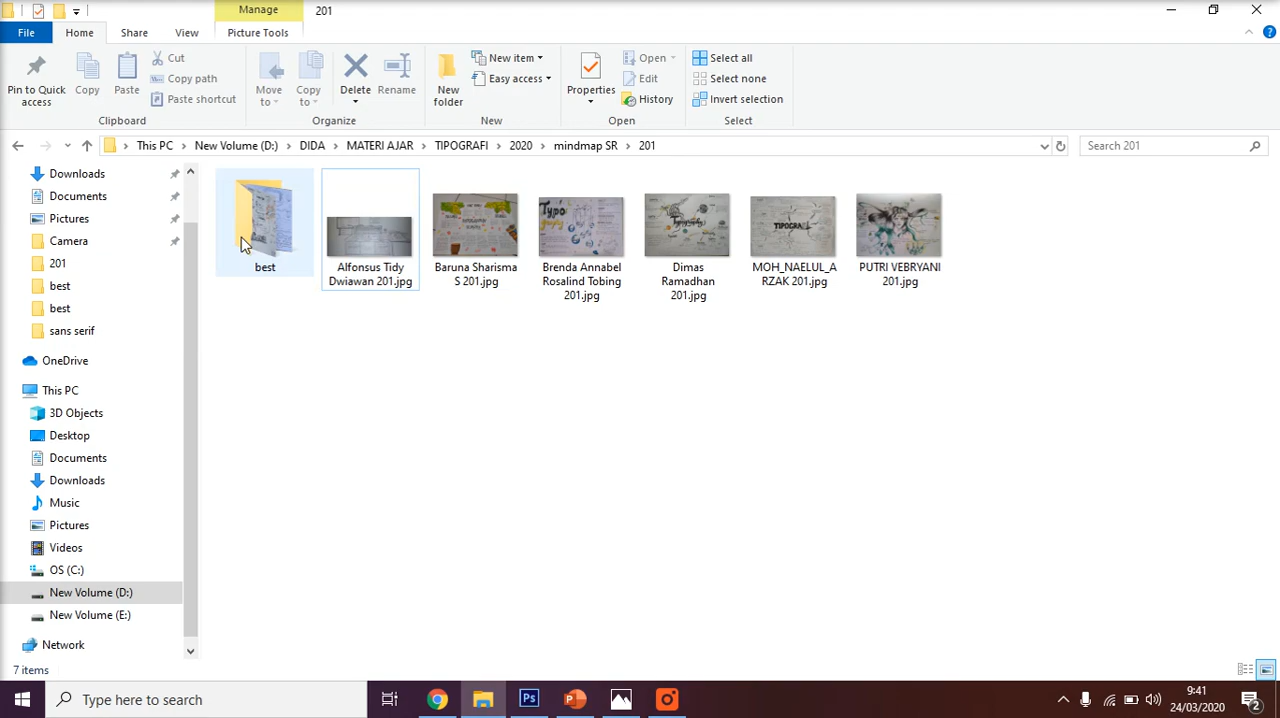 Manage
201
File
Home
Share
View
Picture Tools
Pin to Quick
access
Copy
Paste
Cut
Copy path
Paste shortcut
Clipboard
Move
to
Copy
to
Delete
Rename
Organize
New
folder
New item
Easy access
New
Properties
Open
Edit
History
Open
Select all
Select none
Invert selection
Select
This PC
New Volume (D:)
DIDA
MATERI AJAR
TIPOGRAFI
2020
mindmap SR
201
Search 201
Downloads
Documents
Pictures
Camera
201
best
best
sans serif
OneDrive
This PC
3D Objects
Desktop
Documents
Downloads
Music
Pictures
Videos
OS (C:)
New Volume (D:)
New Volume (E:)
Network
best
Alfonsus Tidy
Dwiawan 201.jpg
Baruna Sharisma
S 201.jpg
Brenda Annabel
Rosalind Tobing
201.jpg
Dimas
Ramadhan
201.jpg
MOH_NAELUL_A
RZAK 201.jpg
PUTRI VEBRYANI
201.jpg
Typo
Typography
TIPOGRAFI
7 items
Type here to search
Ps
9:41
24/03/2020
2